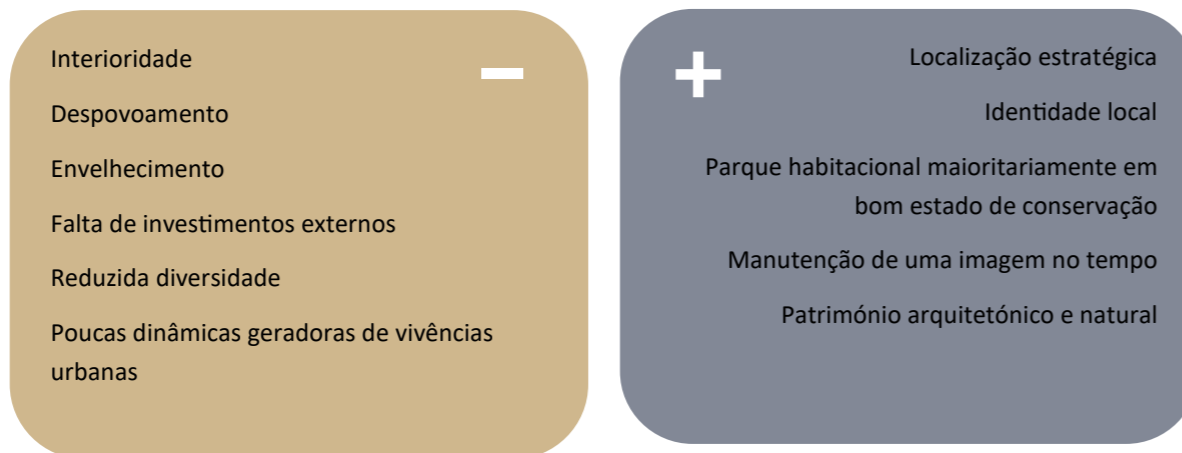 Interioridade
Despovoamento
Envelhecimento
Falta de investimentos externos
Reduzida diversidade
Poucas dinâmicas geradoras de vivências
urbanas
Localização estratégica
Identidade local
Parque habitacional maioritariamente em
bom estado de conservação
Manutenção de uma imagem no tempo
Património arquitetónico e natural